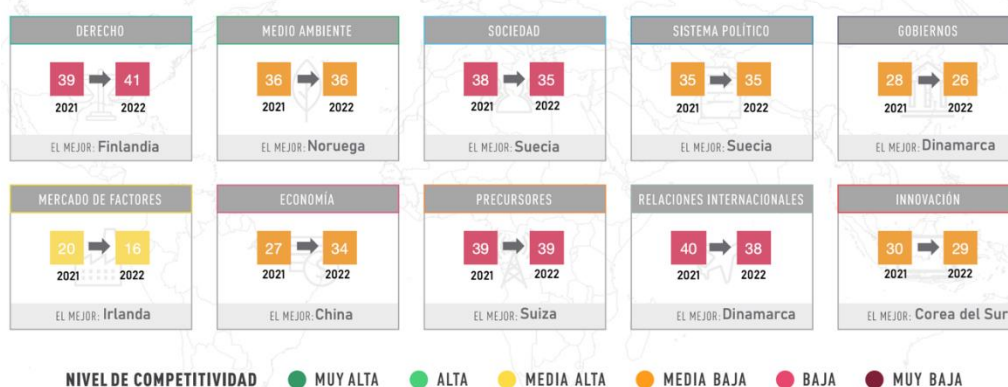 DERECHO
39 41
2021 2022
EL MEJOR: Finlandia
MEDIO AMBIENTE
36 36
2021 2022
EL MEJOR: Noruega
SOCIEDAD
38 35
2021 2022
EL MEJOR: Suecia
SISTEMA POLÍTICO
35 35
2021 2022
EL MEJOR: Suecia
GOBIERNOS
28 26
2021 2022
EL MEJOR: Dinamarca
MERCADO DE FACTORES
20 16
2021 2022
EL MEJOR: Irlanda
ECONOMÍA
27 34
2021 2022
EL MEJOR: China
PRECURSORES
39 39
2021 2022
EL MEJOR: Suiza
RELACIONES INTERNACIONALES
40 38
2021 2022
EL MEJOR: Dinamarca
INNOVACIÓN
30 29
2021 2022
EL MEJOR: Corea del Sur
NIVEL DE COMPETITIVIDAD MUY ALTA ALTA MEDIA ALTA MEDIA BAJA BAJA MUY BAJA